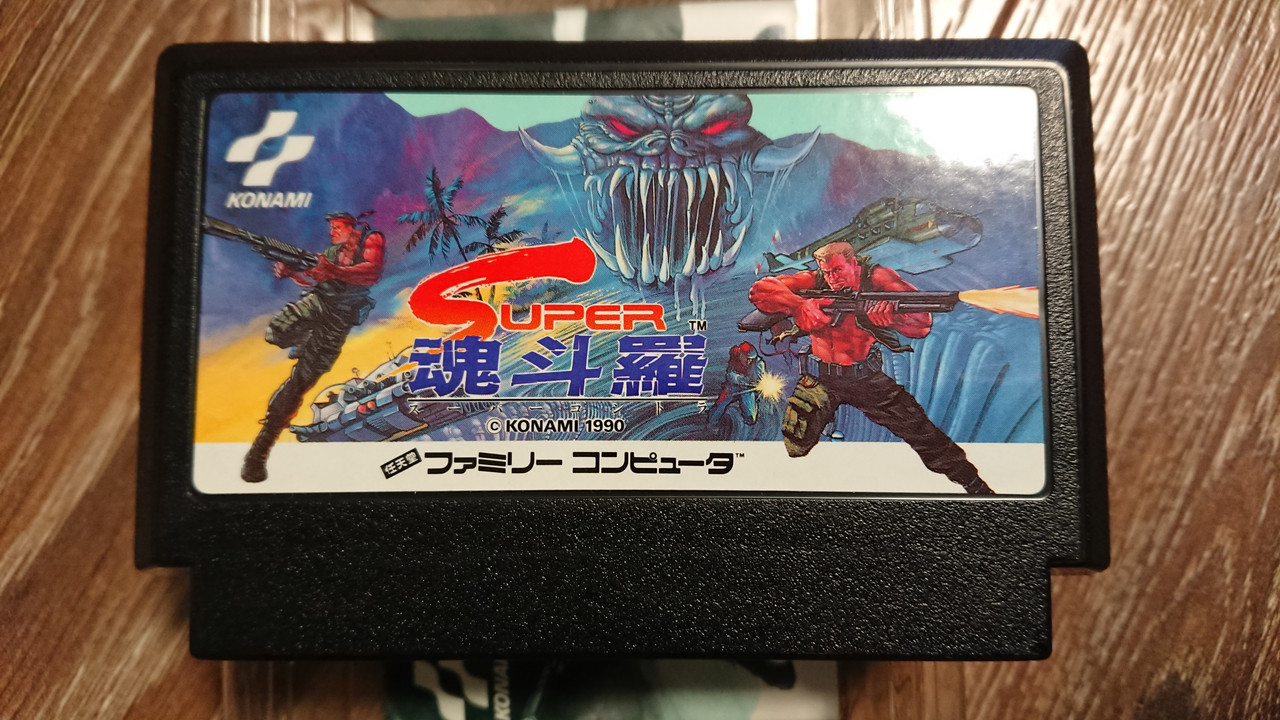 KONAMI
SUPER™
魂斗羅
スーパーコントラ
© KONAMI 1990
任天堂 ファミリーコンピュータ™
KONAMI